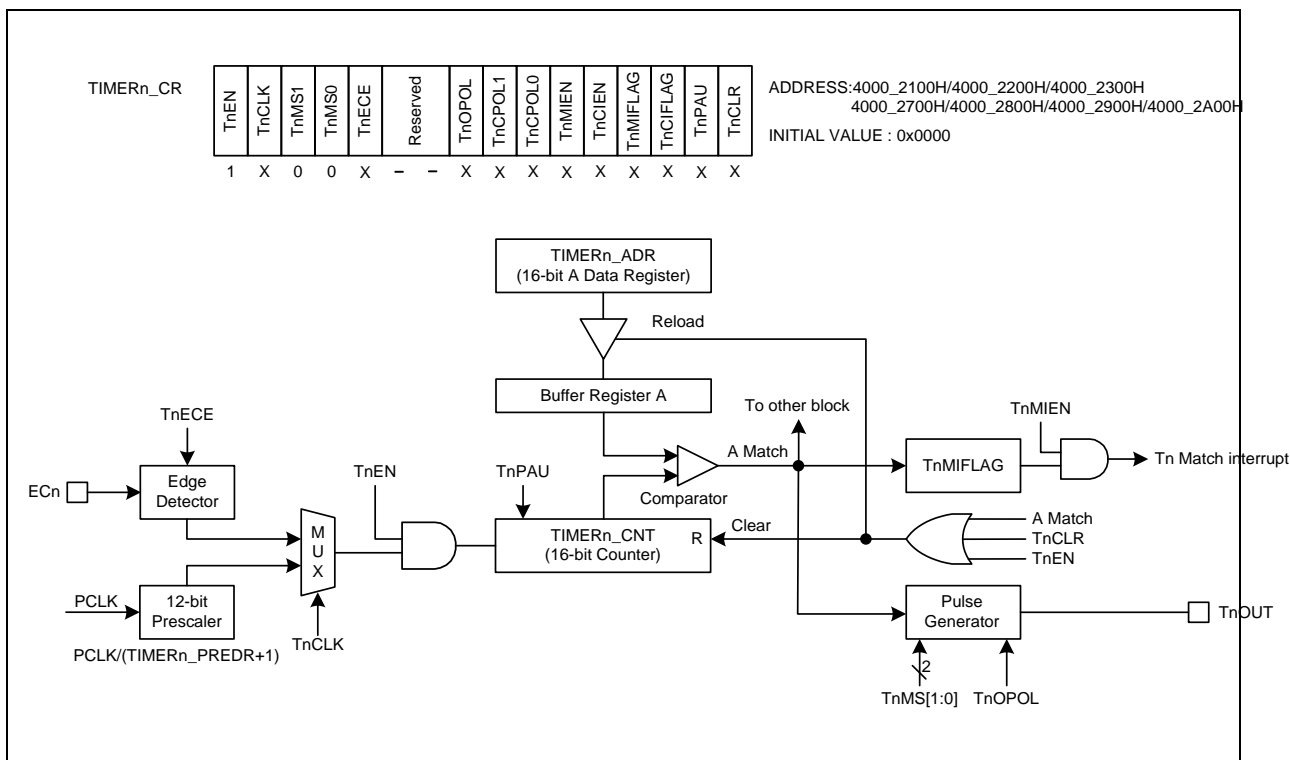 TIMERn_CR
TnEN TnCLK TnMS1 TnMS0 TnECE Reserved TnOPOL TnCPOL1 TnCPOL0 TnMIEN TnCIEN TnMIFLAG TnCIFLAG TnPAU TnCLR
1 X 0 0 X – – X X X X X X X X X
ADDRESS:4000_2100H/4000_2200H/4000_2300H
4000_2700H/4000_2800H/4000_2900H/4000_2A00H
INITIAL VALUE : 0x0000
TIMERn_ADR
(16-bit A Data Register)
Reload
Buffer Register A
To other block
TnMIEN
TnECE
A Match
TnEN
TnPAU
TnMIFLAG
Tn Match interrupt
ECn
Edge
Detector
Comparator
M
U
X
TIMERn_CNT
(16-bit Counter)
R
Clear
A Match
TnCLR
TnEN
PCLK
12-bit
Prescaler
TnCLK
PCLK/(TIMERn_PREDR+1)
Pulse
Generator
TnOUT
2
TnMS[1:0]
TnOPOL